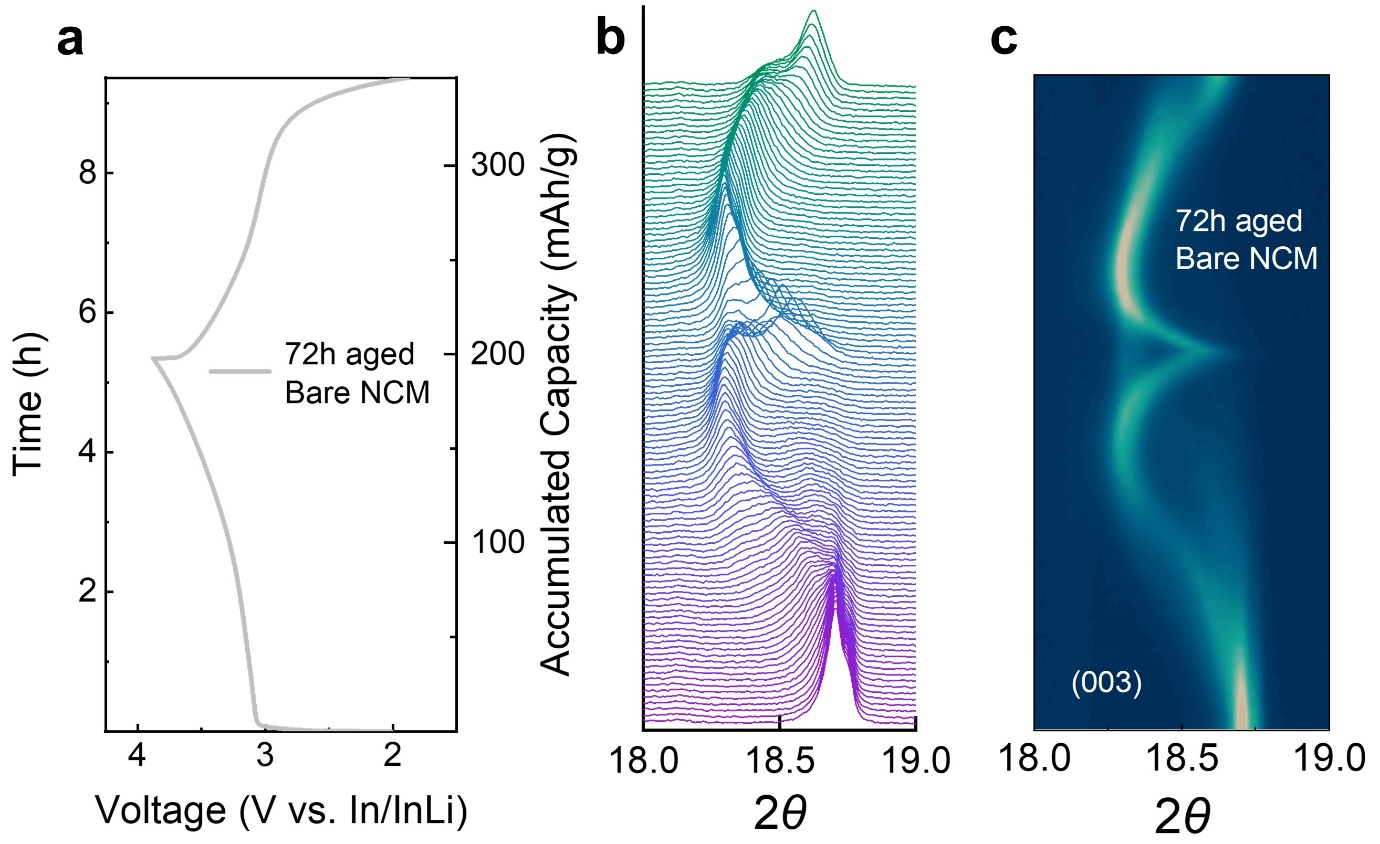 a
8
6
4
2
Time (h)
4
3
2
Voltage (V vs. In/InLi)
72h aged
Bare NCM
300
200
100
Accumulated Capacity (mAh/g)
b
18.0
18.5
19.0
2θ
c
72h aged
Bare NCM
(003)
18.0
18.5
19.0
2θ